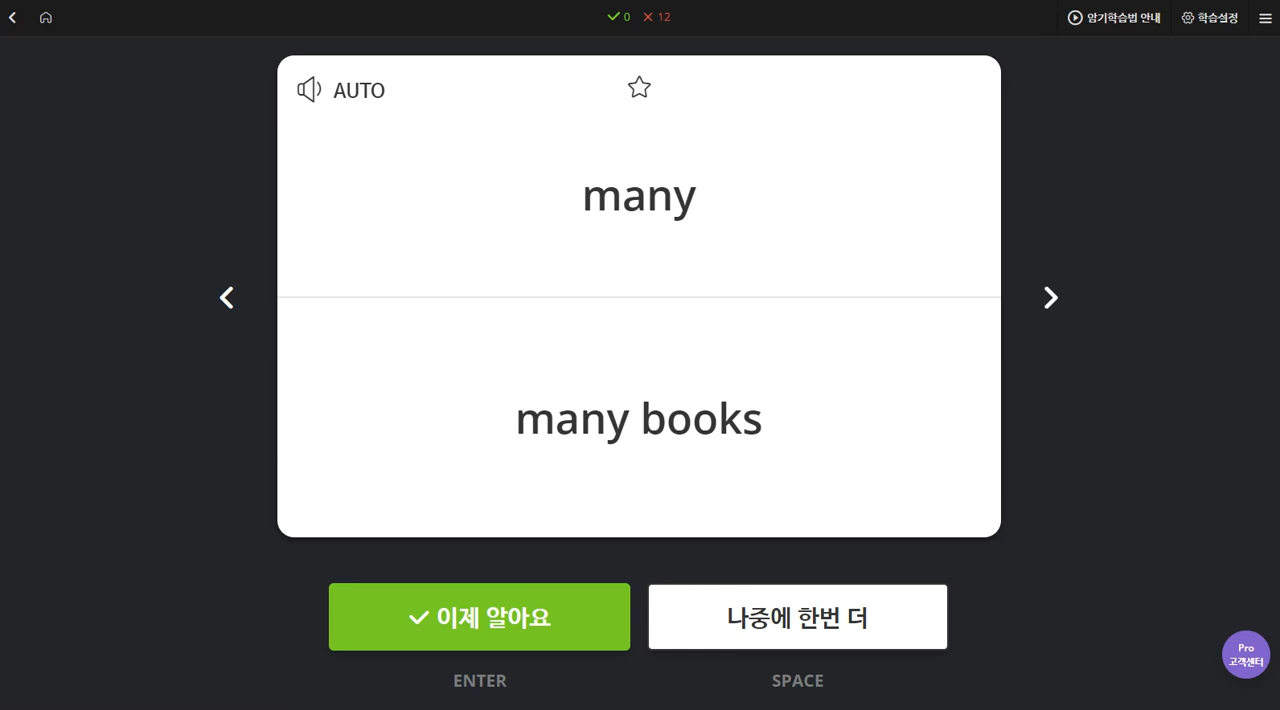 0 12 암기학습법 안내 학습설정
AUTO
many
many books
이제 알아요 나중에 한번 더
ENTER SPACE
Pro
고객센터